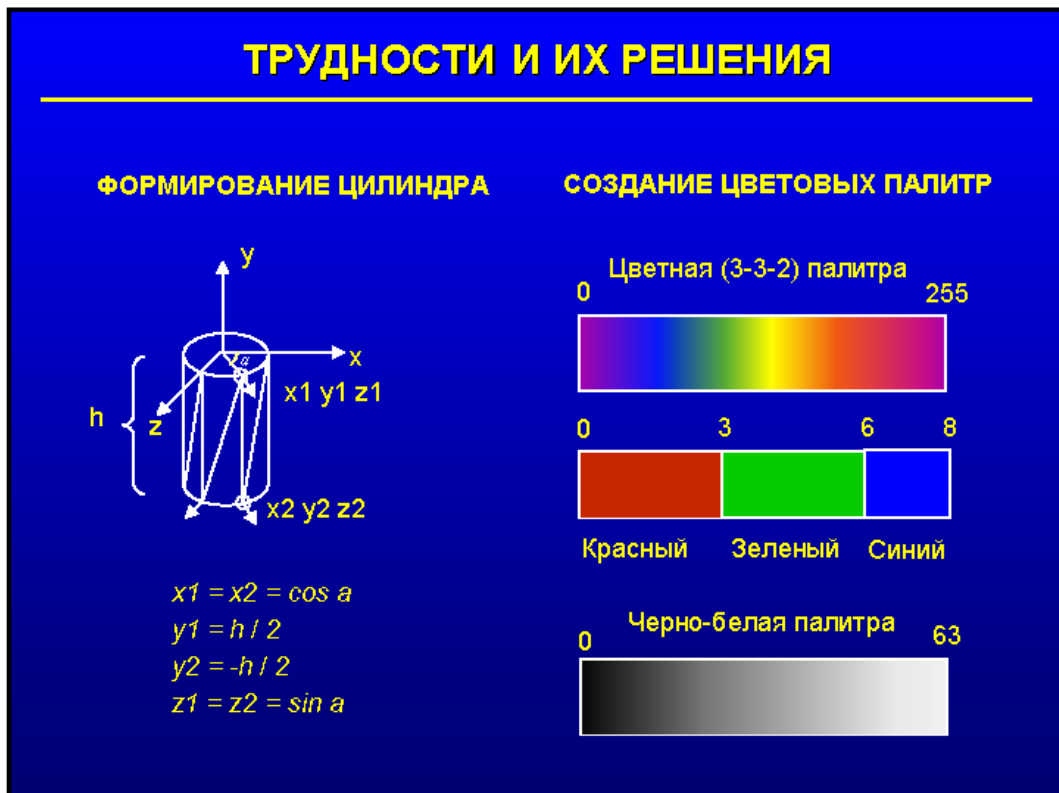 ТРУДНОСТИ И ИХ РЕШЕНИЯ
ФОРМИРОВАНИЕ ЦИЛИНДРА
y
x
α
x1 y1 z1
h
z
x2 y2 z2
x1 = x2 = cos a
y1 = h / 2
y2 = -h / 2
z1 = z2 = sin a
СОЗДАНИЕ ЦВЕТОВЫХ ПАЛИТР
Цветная (3-3-2) палитра
0 255
0 3 6 8
Красный Зеленый Синий
Черно-белая палитра
0 63